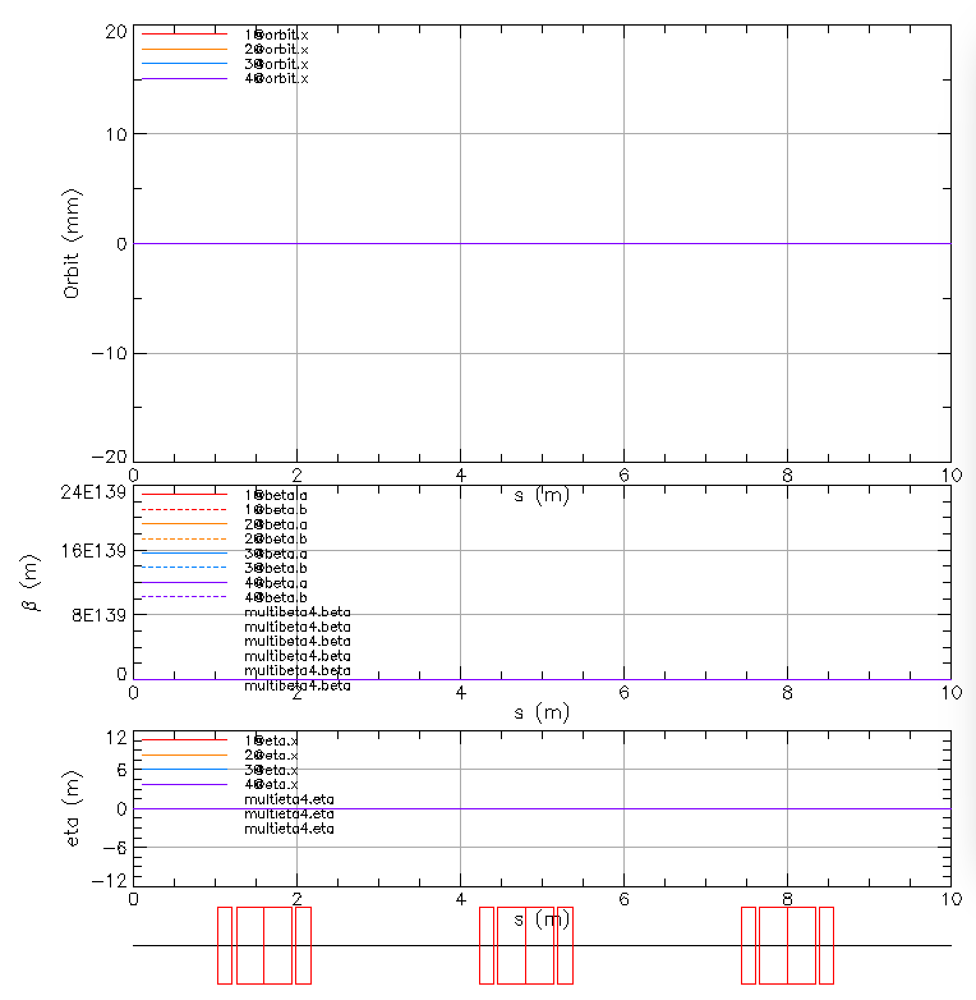 20
10
0
-10
-20
Orbit (mm)
1@orbit.x
2@orbit.x
3@orbit.x
4@orbit.x
0 2 4 6 8 10
s (m)
24E139
16E139
8E139
0
β (m)
1@beta.a
1@beta.b
2@beta.a
2@beta.b
3@beta.a
3@beta.b
4@beta.a
4@beta.b
multibeta4.beta
multibeta4.beta
multibeta4.beta
multibeta4.beta
multibeta4.beta
multibeta4.beta
0 2 4 6 8 10
s (m)
12
6
0
-6
-12
eta (m)
1@eta.x
2@eta.x
3@eta.x
4@eta.x
multieta4.eta
multieta4.eta
multieta4.eta
0 2 4 6 8 10
s (m)